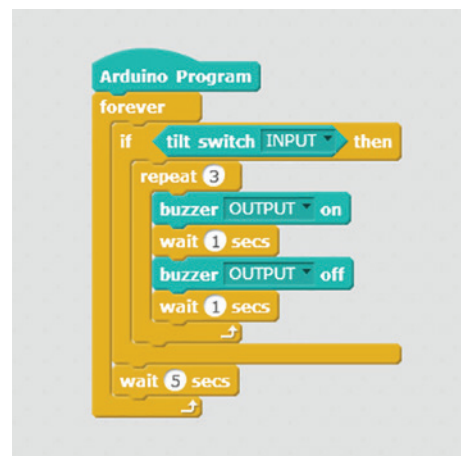 Arduino Program
forever
if tilt switch INPUT then
repeat 3
buzzer OUTPUT on
wait 1 secs
buzzer OUTPUT off
wait 1 secs
wait 5 secs